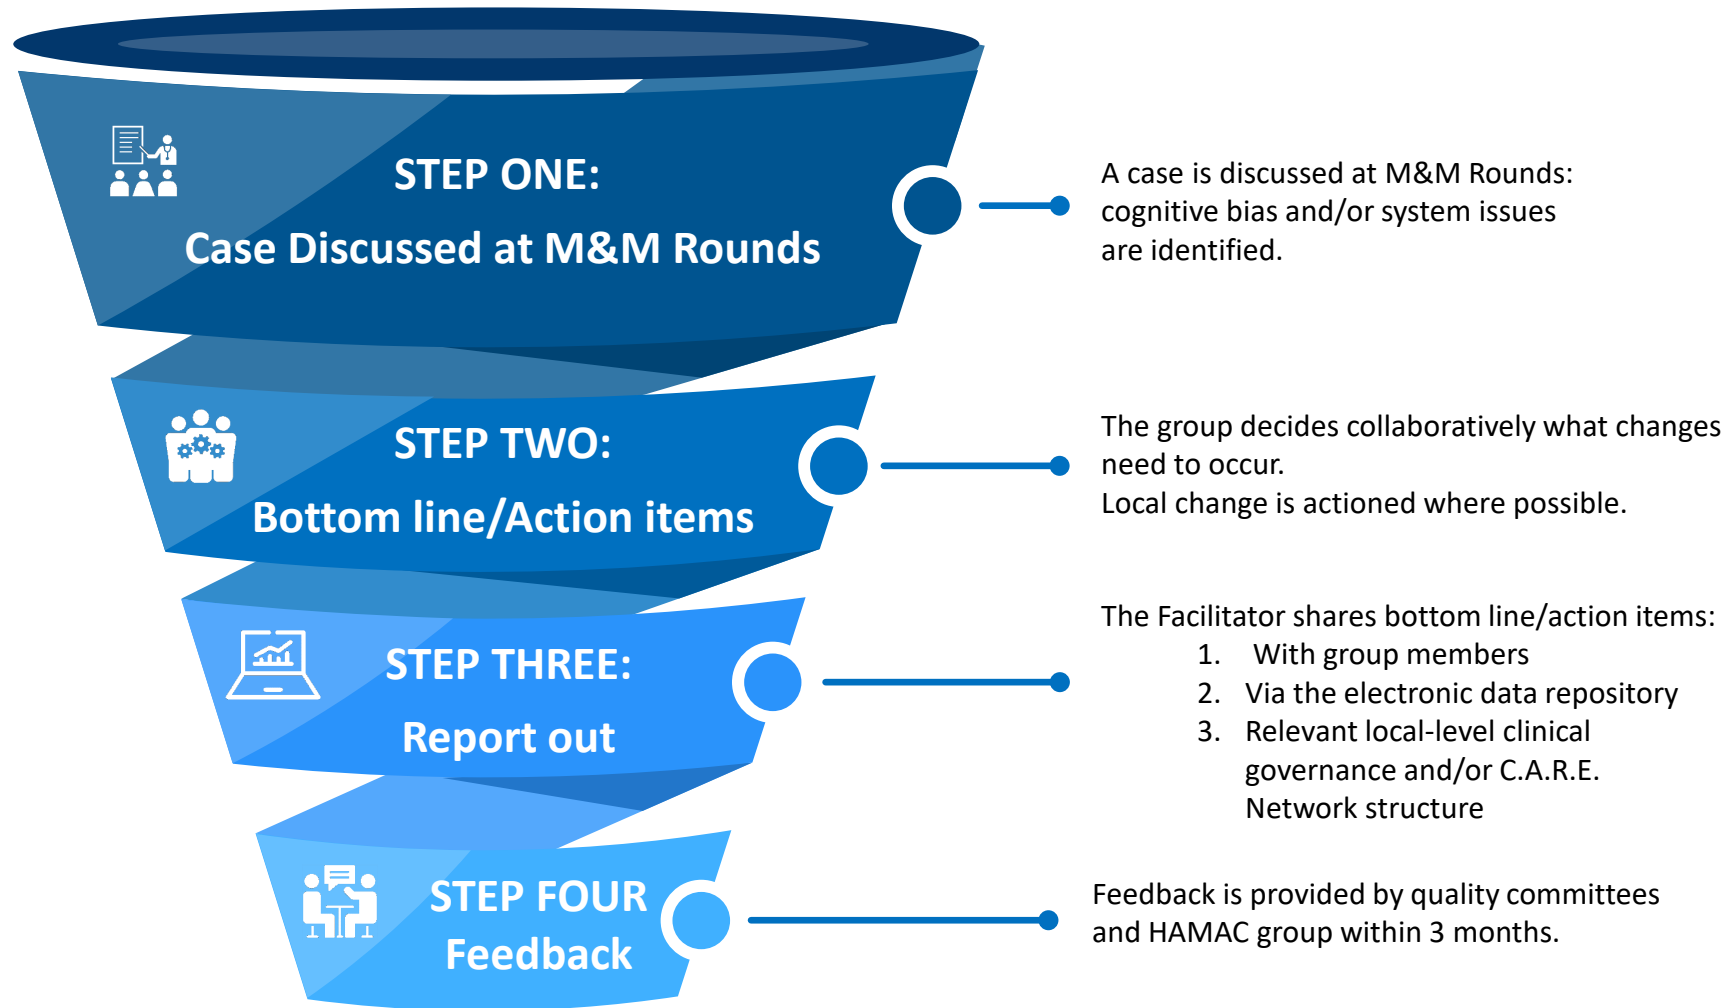 STEP ONE:
Case Discussed at M&M Rounds
A case is discussed at M&M Rounds:
cognitive bias and/or system issues
are identified.
STEP TWO:
Bottom line/Action items
The group decides collaboratively what changes
need to occur.
Local change is actioned where possible.
STEP THREE:
Report out
The Facilitator shares bottom line/action items:
1. With group members
2. Via the electronic data repository
3. Relevant local-level clinical
governance and/or C.A.R.E.
Network structure
STEP FOUR
Feedback
Feedback is provided by quality committees
and HAMAC group within 3 months.